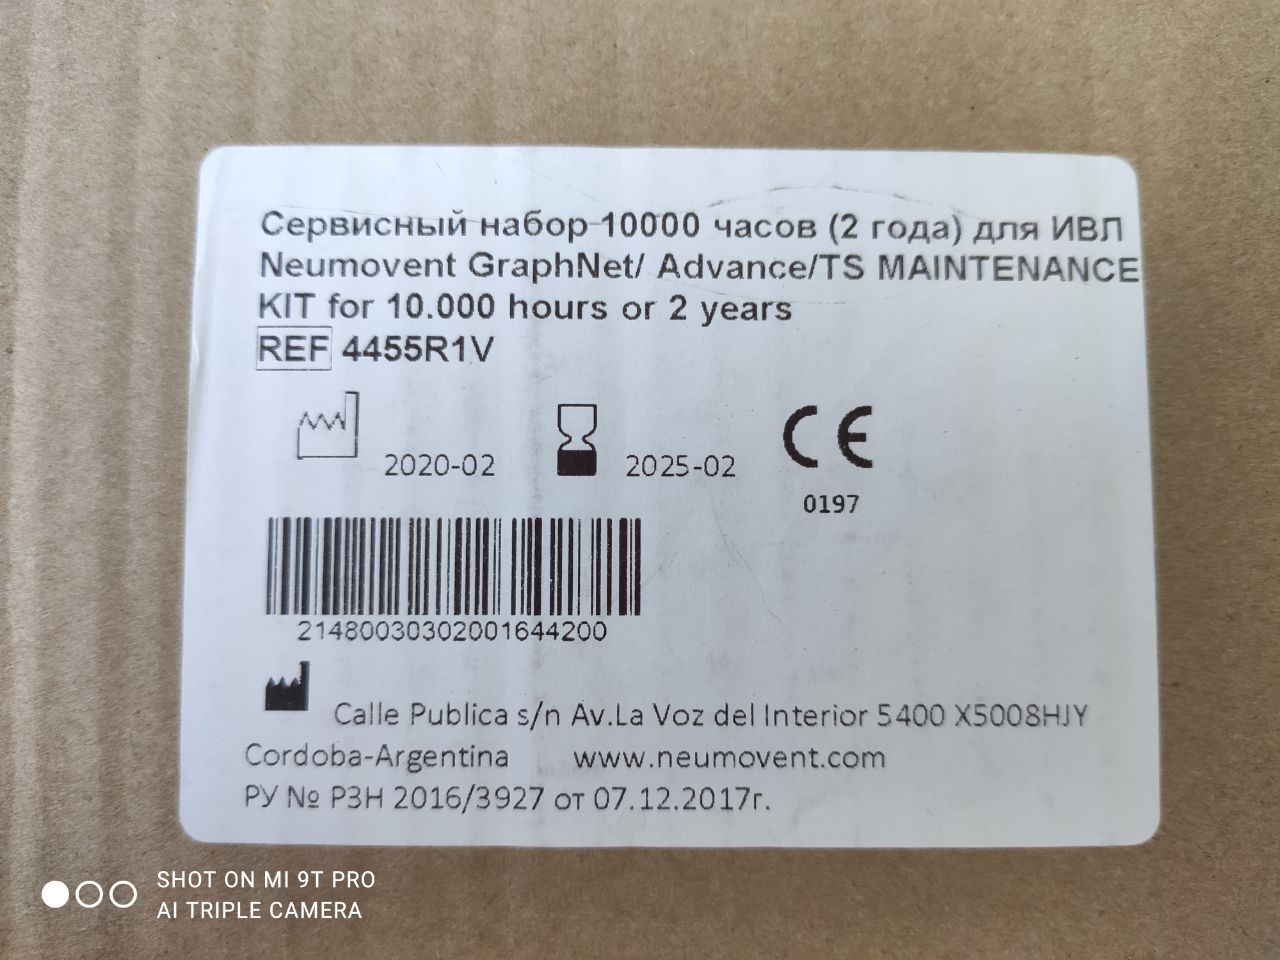 Сервисный набор 10000 часов (2 года) для ИВЛ
Neumovent GraphNet/ Advance/TS MAINTENANCE
KIT for 10.000 hours or 2 years
REF 4455R1V
2020-02 2025-02 CE
0197
21480030302001644200
Calle Publica s/n Av.La Voz del Interior 5400 X5008HJY
Cordoba-Argentina www.neumovent.com
РУ № РЗН 2016/3927 от 07.12.2017г.
SHOT ON MI 9T PRO
AI TRIPLE CAMERA